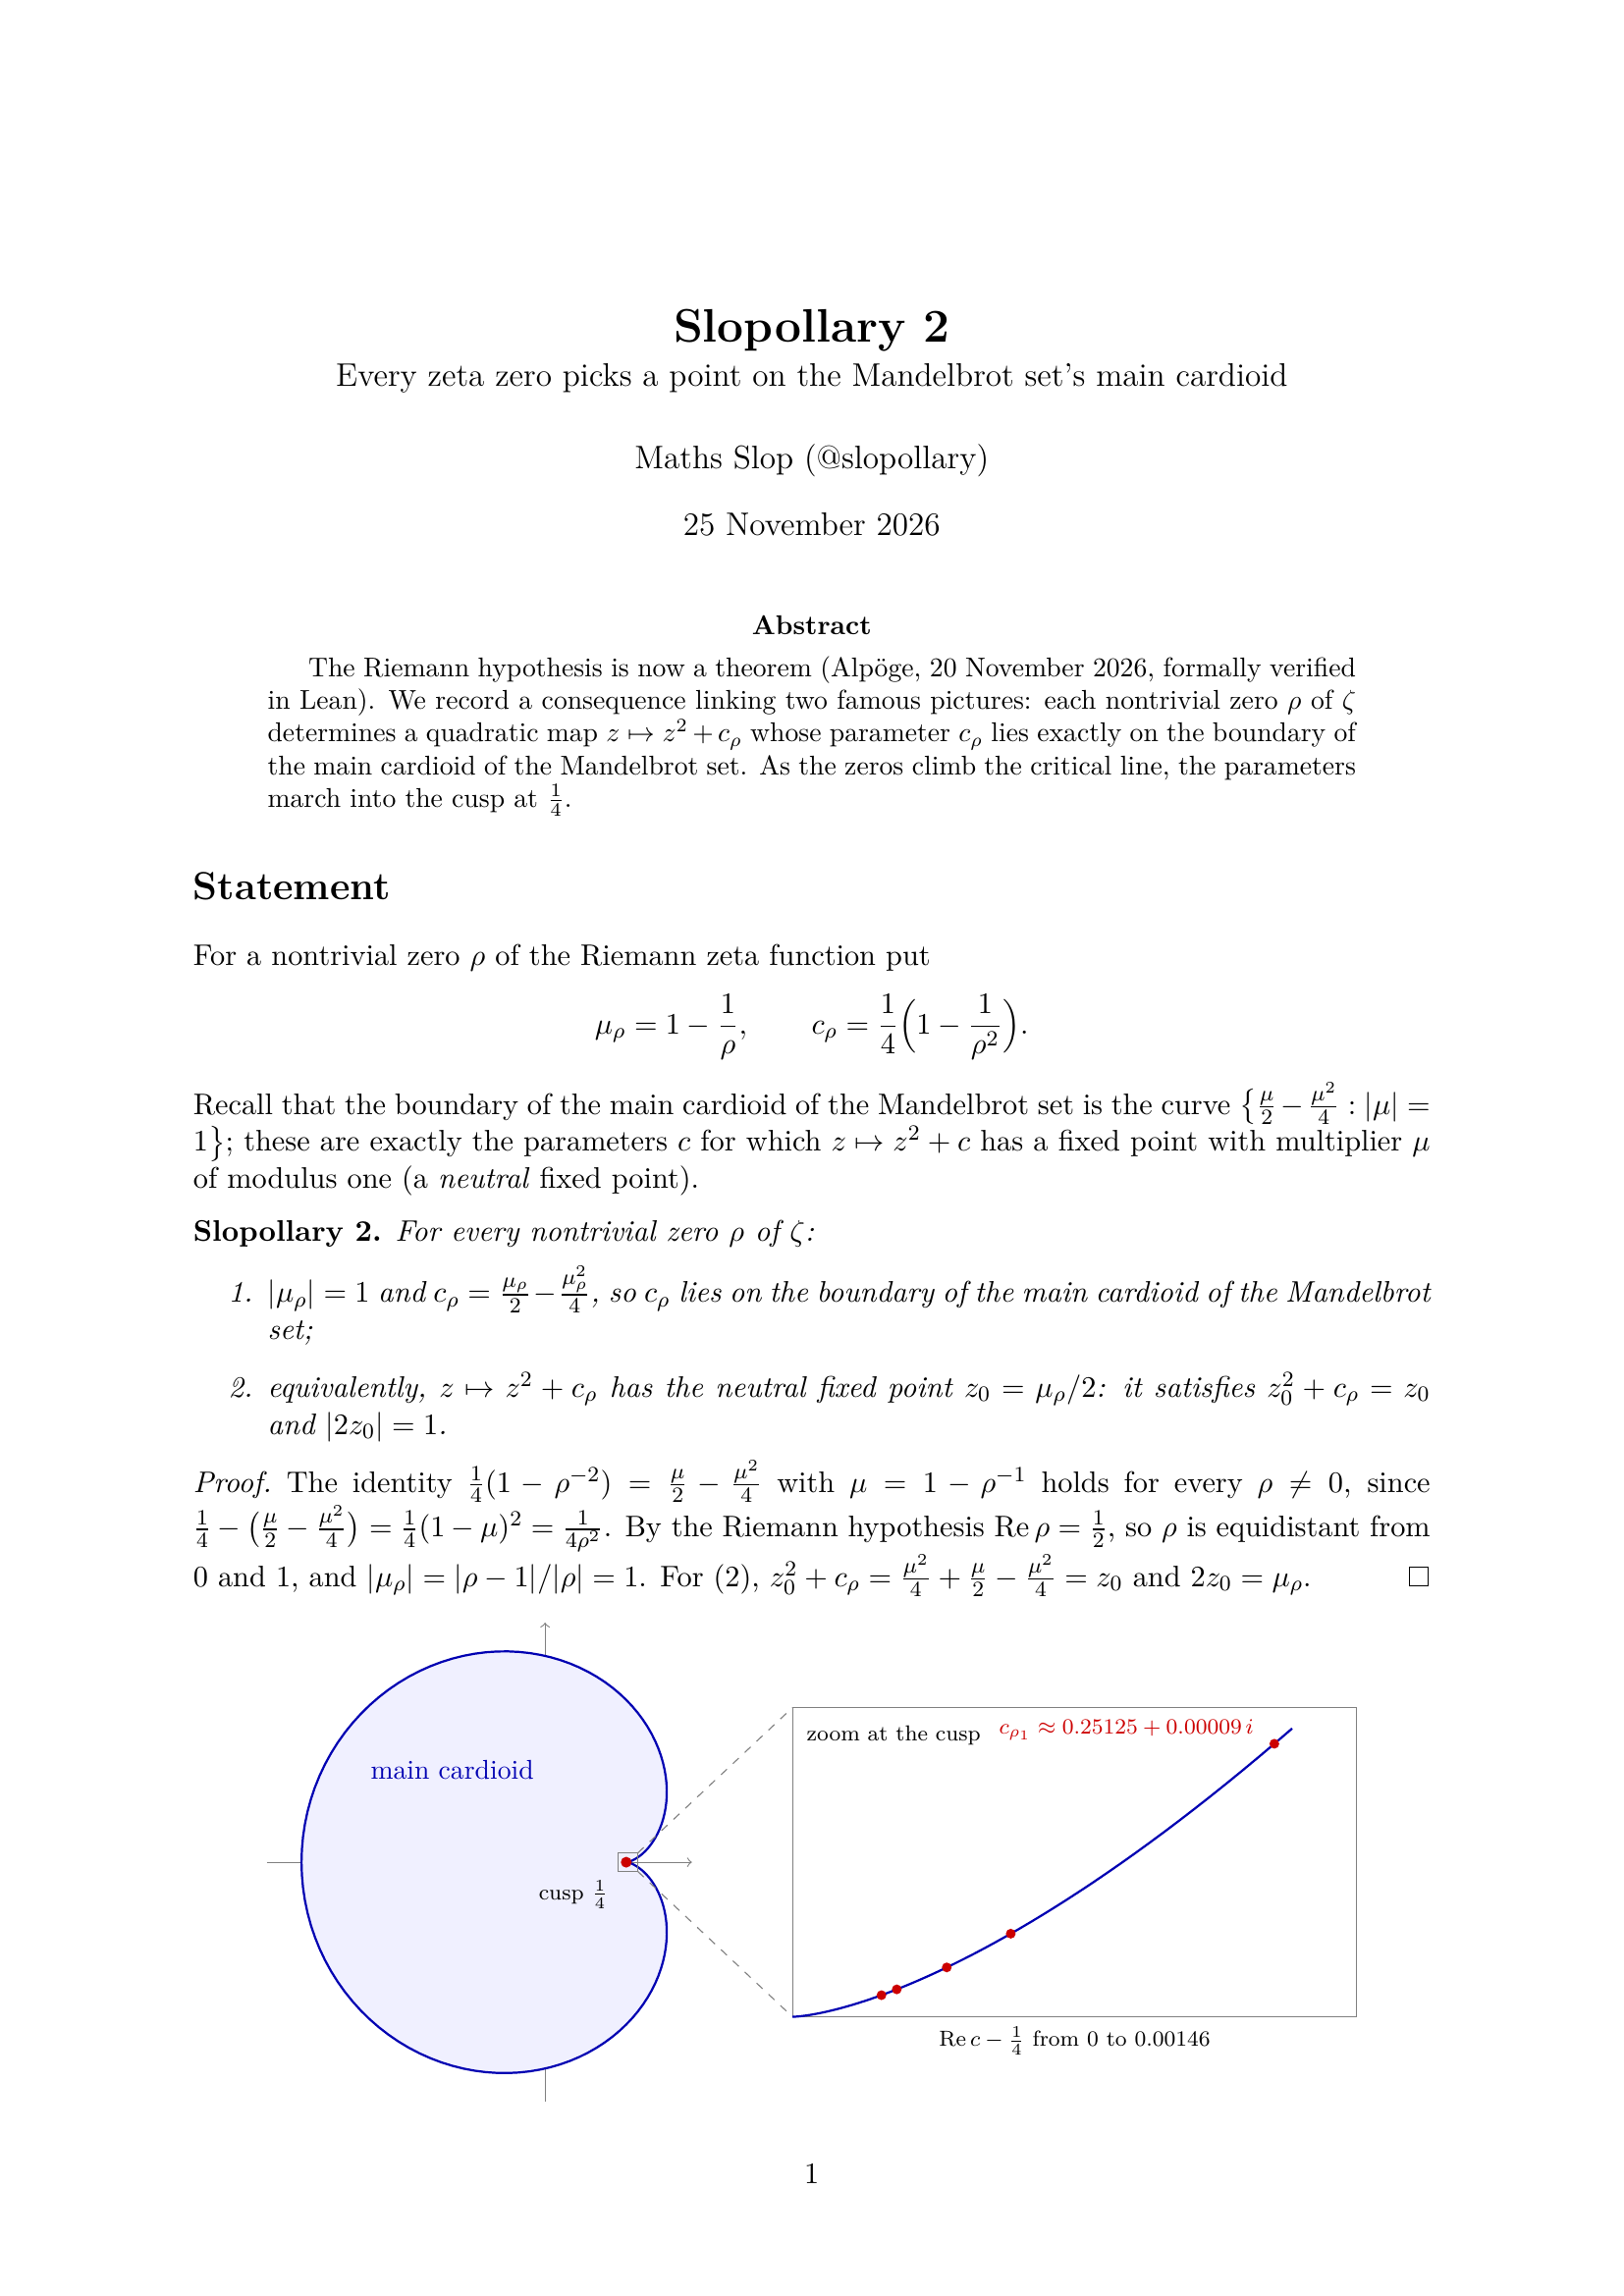 Slopollary 2
Every zeta zero picks a point on the Mandelbrot set's main cardioid
Maths Slop (@slopollary)
25 November 2026
Abstract
The Riemann hypothesis is now a theorem (Alpöge, 20 November 2026, formally verified
in Lean). We record a consequence linking two famous pictures: each nontrivial zero ρ of ζ
determines a quadratic map z ↦ z² + c_ρ whose parameter c_ρ lies exactly on the boundary of
the main cardioid of the Mandelbrot set. As the zeros climb the critical line, the parameters
march into the cusp at 1/4.
Statement
For a nontrivial zero ρ of the Riemann zeta function put
μ_ρ = 1 − 1/ρ, c_ρ = 1/4 (1 − 1/ρ²).
Recall that the boundary of the main cardioid of the Mandelbrot set is the curve {μ/2 − μ²/4 : |μ| =
1}; these are exactly the parameters c for which z ↦ z² + c has a fixed point with multiplier μ
of modulus one (a neutral fixed point).
Slopollary 2. For every nontrivial zero ρ of ζ:
1. |μ_ρ| = 1 and c_ρ = μ_ρ/2 − μ_ρ²/4, so c_ρ lies on the boundary of the main cardioid of the Mandelbrot
set;
2. equivalently, z ↦ z² + c_ρ has the neutral fixed point z₀ = μ_ρ/2: it satisfies z₀² + c_ρ = z₀
and |2z₀| = 1.
Proof. The identity 1/4(1 − ρ⁻²) = μ/2 − μ²/4 with μ = 1 − ρ⁻¹ holds for every ρ ≠ 0, since
1/4 − (μ/2 − μ²/4) = 1/4(1 − μ)² = 1/(4ρ²). By the Riemann hypothesis Re ρ = 1/2, so ρ is equidistant from
0 and 1, and |μ_ρ| = |ρ − 1|/|ρ| = 1. For (2), z₀² + c_ρ = μ²/4 + μ/2 − μ²/4 = z₀ and 2z₀ = μ_ρ. □
main cardioid
cusp 1/4
zoom at the cusp
c_ρ₁ ≈ 0.25125 + 0.00009 i
Re c − 1/4 from 0 to 0.00146
1